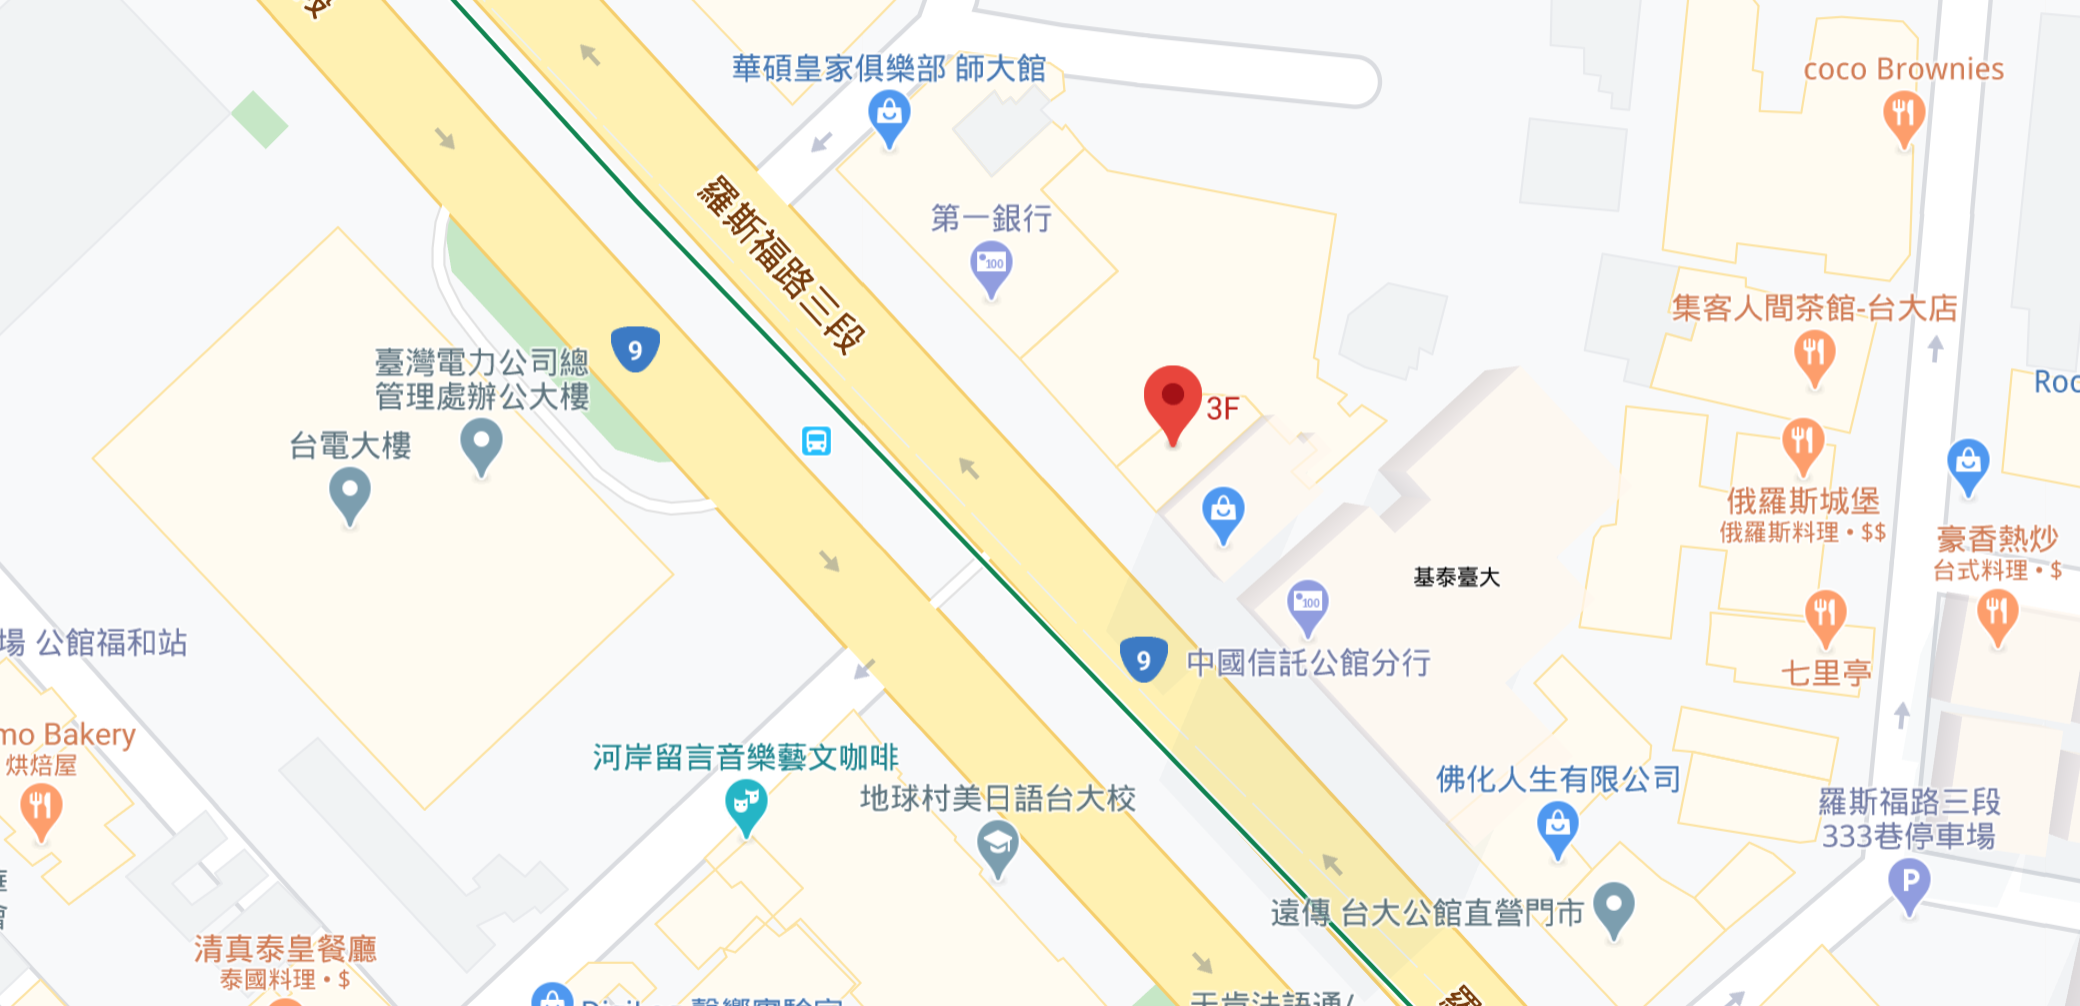 段
華碩皇家俱樂部 師大館
coco Brownies
第一銀行
羅斯福路三段
集客人間茶館-台大店
9
臺灣電力公司總
管理處辦公大樓
台電大樓
3F
Roo
俄羅斯城堡
俄羅斯料理・$$
豪香熱炒
台式料理・$
基泰臺大
100
100
場 公館福和站
9
中國信託公館分行
七里亭
mo Bakery
烘焙屋
河岸留言音樂藝文咖啡
地球村美日語台大校
佛化人生有限公司
羅斯福路三段
333巷停車場
P
遠傳 台大公館直營門市
清真泰皇餐廳
泰國料理・$
羅